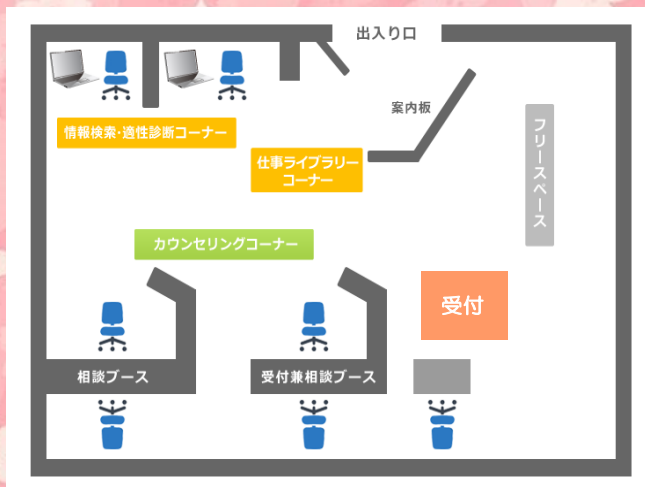 出入り口
案内板
フリースペース
情報検索・適性診断コーナー
仕事ライブラリー
コーナー
カウンセリングコーナー
受付
相談ブース
受付兼相談ブース